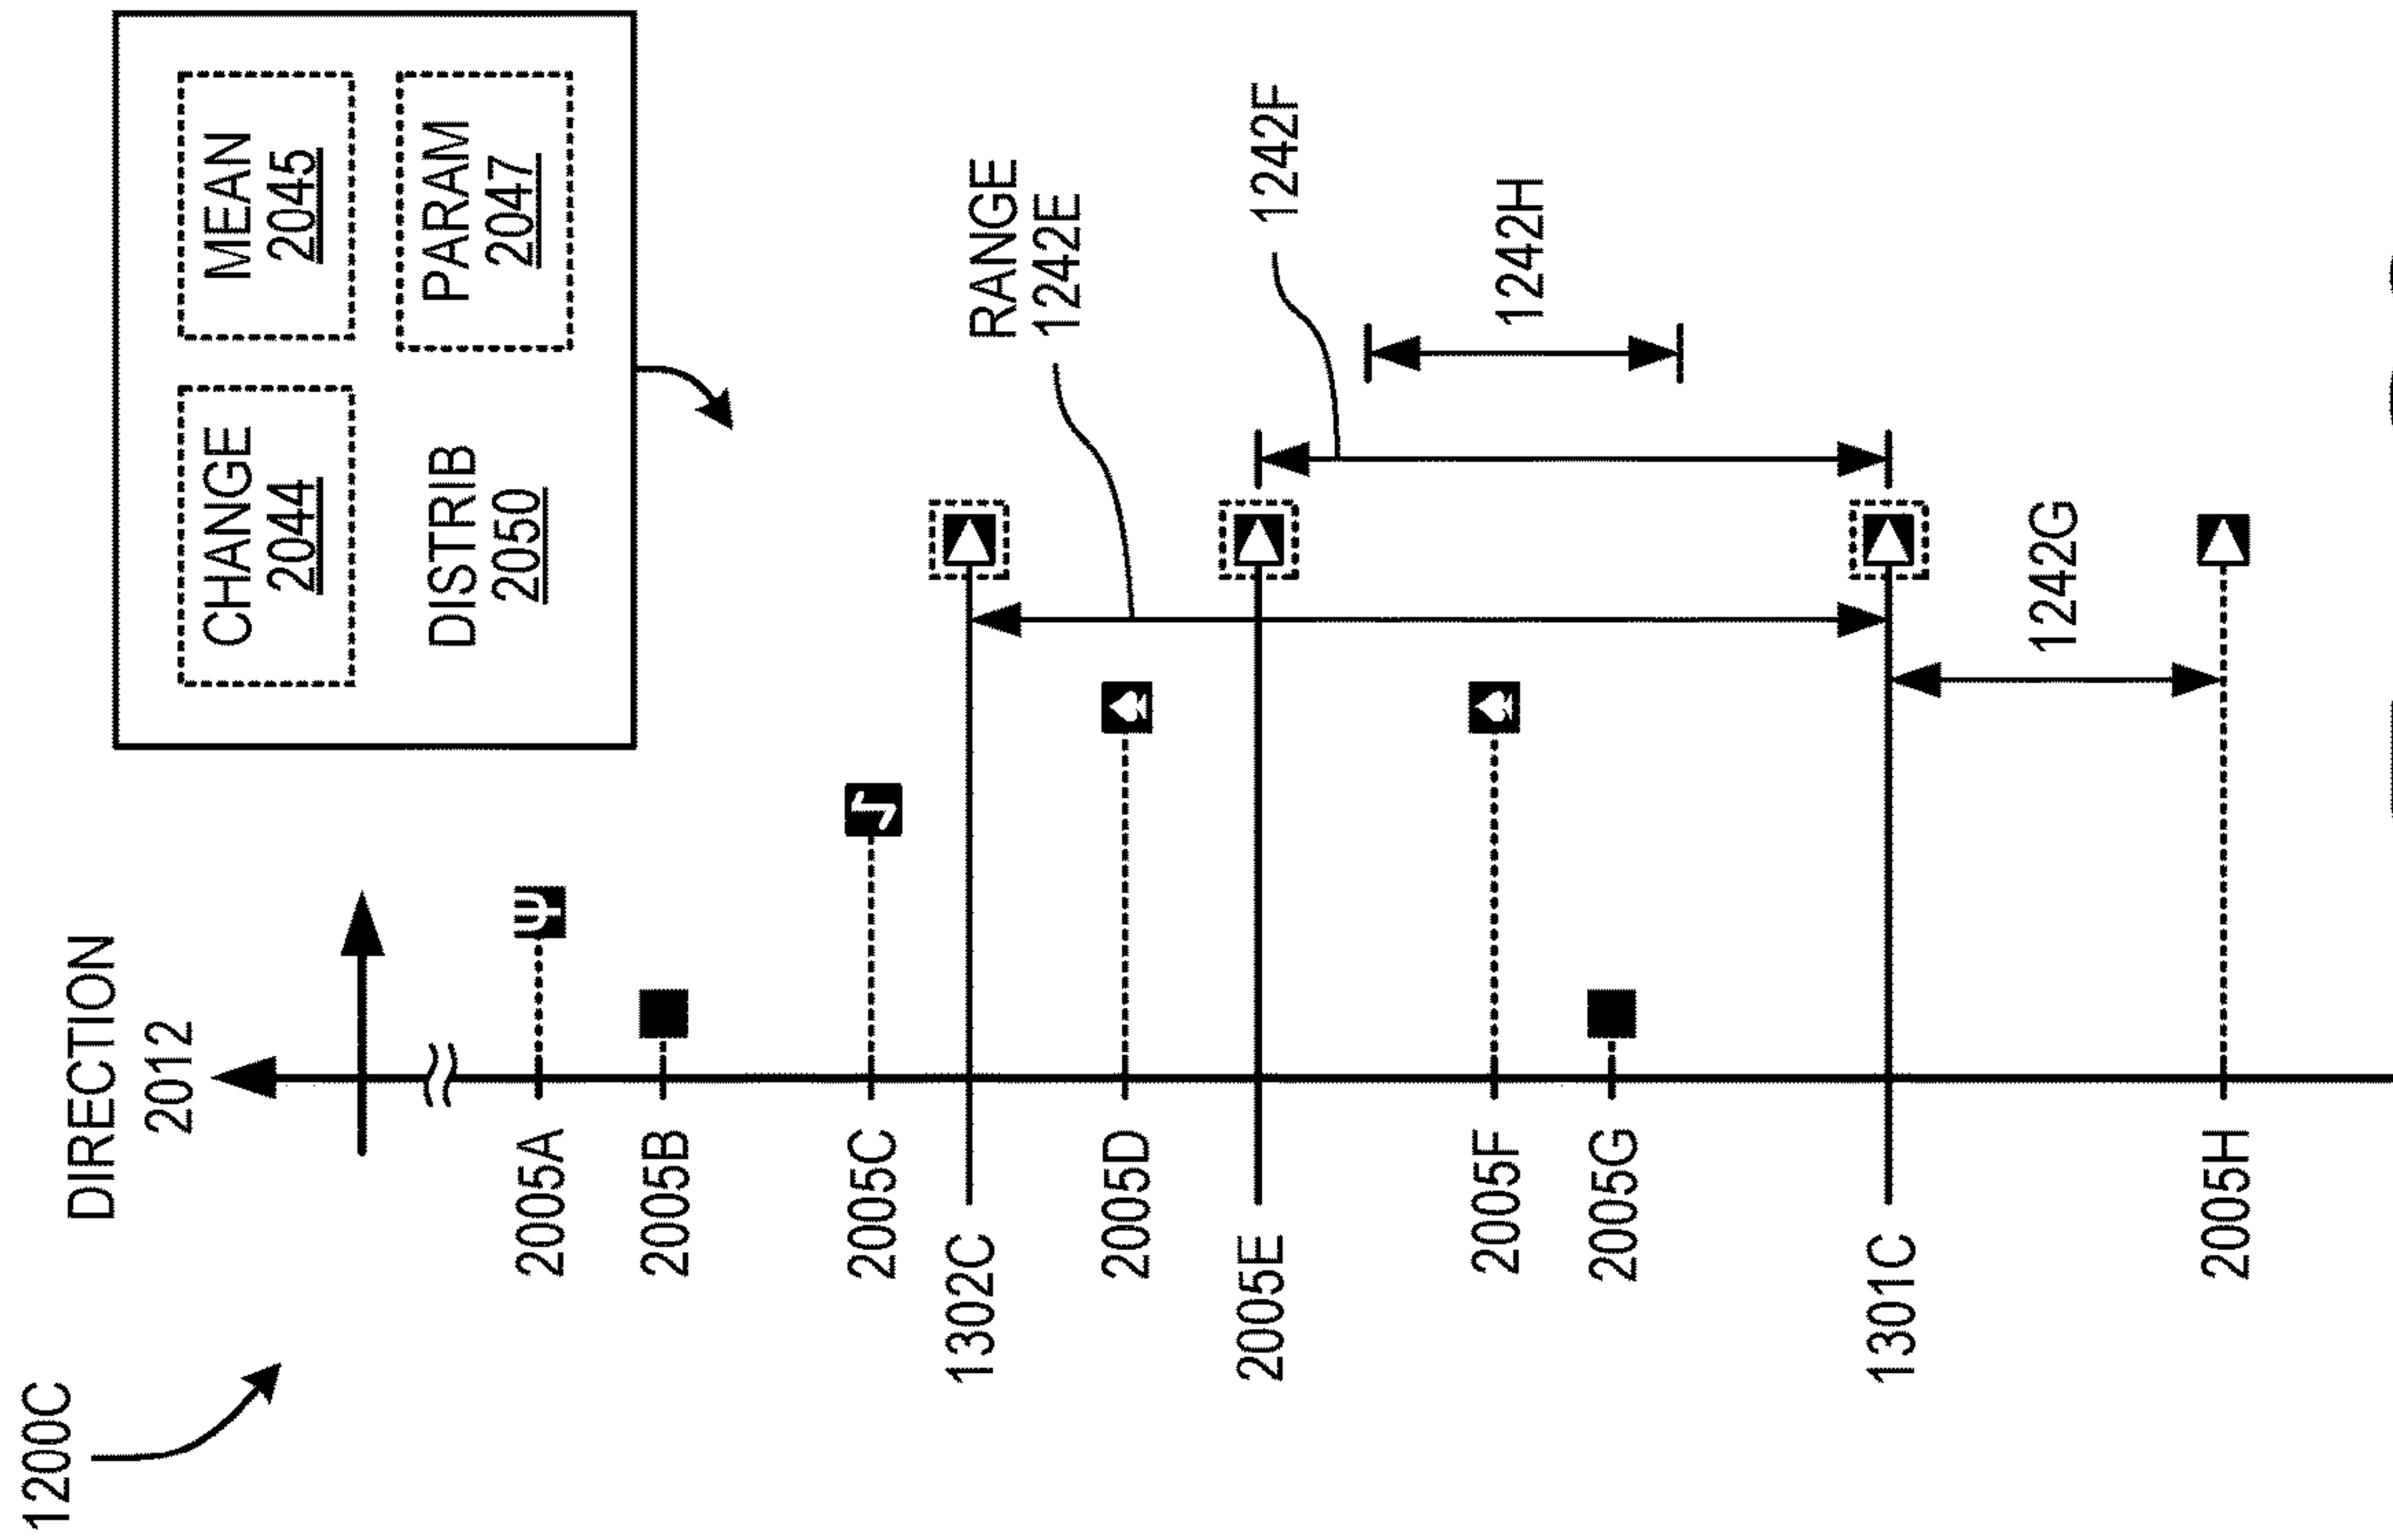 1200C
DIRECTION
2012
CHANGE
2044
MEAN
2045
DISTRIB
2050
PARAM
2047
2005A
2005B
2005C
1302C
2005D
2005E
2005F
2005G
1301C
2005H
RANGE
1242E
1242F
1242H
1242G